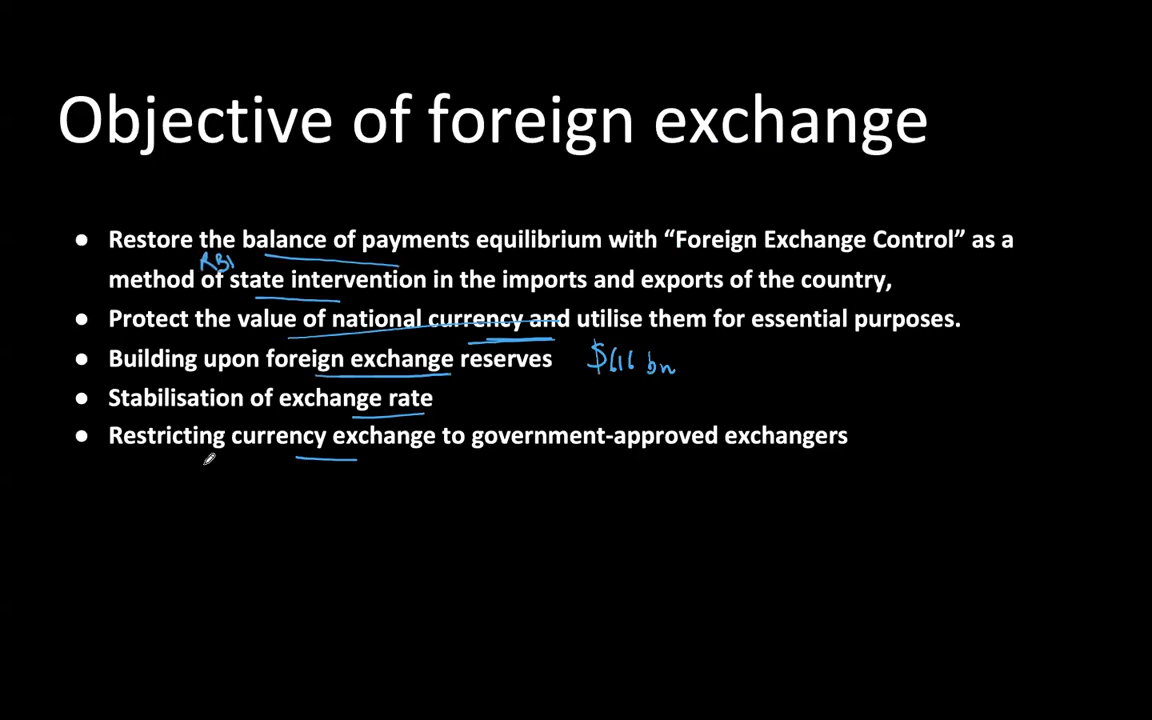 Objective of foreign exchange
● Restore the balance of payments equilibrium with “Foreign Exchange Control” as a
RBI
method of state intervention in the imports and exports of the country,
● Protect the value of national currency and utilise them for essential purposes.
● Building upon foreign exchange reserves $616 bn
● Stabilisation of exchange rate
● Restricting currency exchange to government-approved exchangers